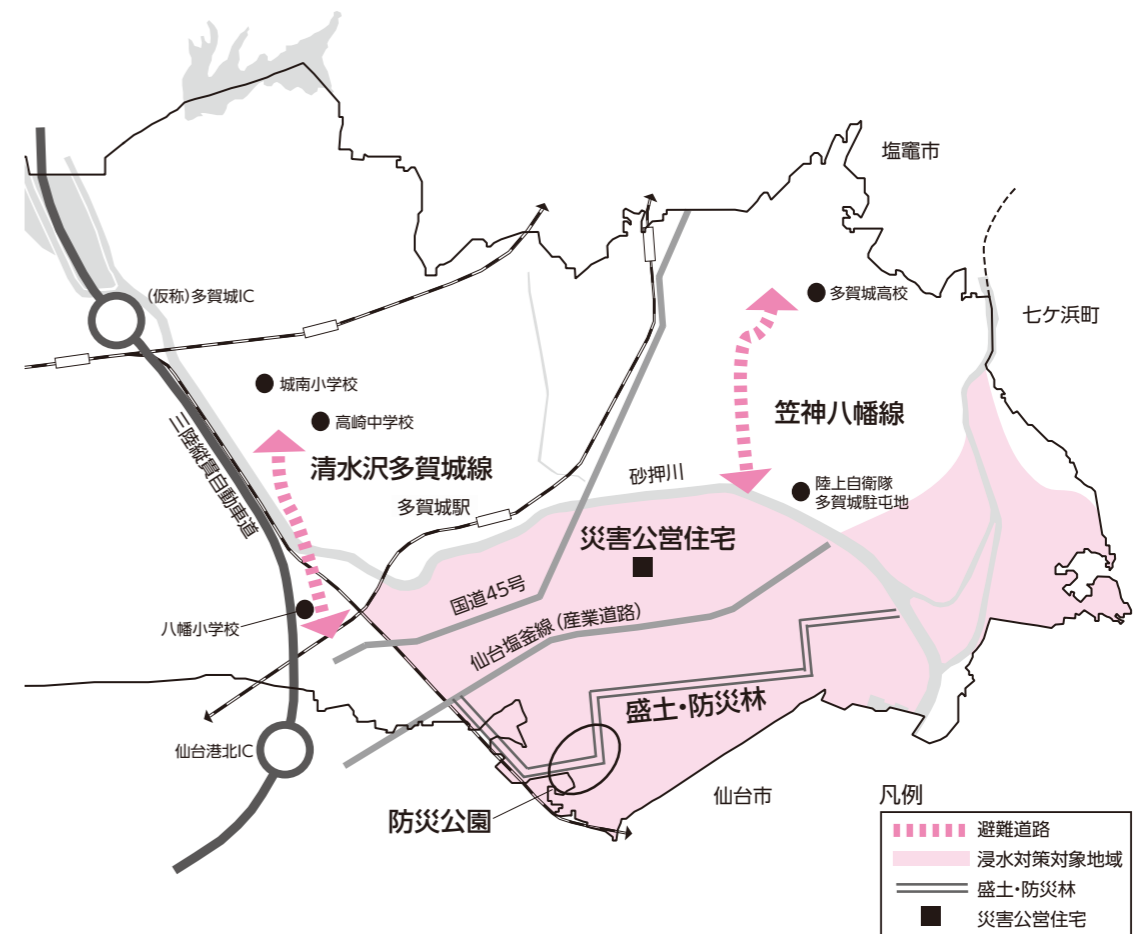 塩竈市
(仮称)多賀城IC
多賀城高校
七ケ浜町
城南小学校
高崎中学校
笠神八幡線
三陸縦貫自動車道
清水沢多賀城線
多賀城駅
砂押川
陸上自衛隊
多賀城駐屯地
災害公営住宅
国道45号
八幡小学校
仙台塩釜線(産業道路)
盛土・防災林
仙台港北IC
仙台市
防災公園
凡例
避難道路
浸水対策対象地域
盛土・防災林
災害公営住宅